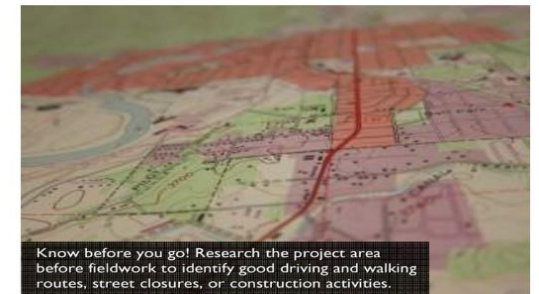 Know before you go! Research the project area
before fieldwork to identify good driving and walking
routes, street closures, or construction activities.